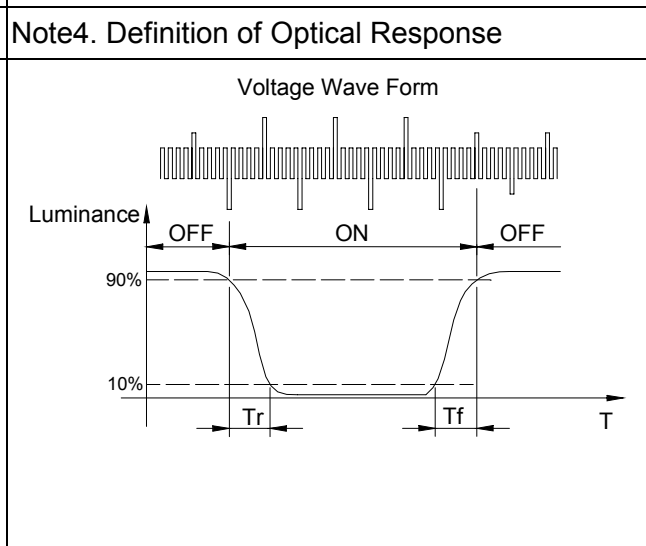 Note4. Definition of Optical Response
Voltage Wave Form
Luminance
OFF ON OFF
90%
10%
Tr Tf T